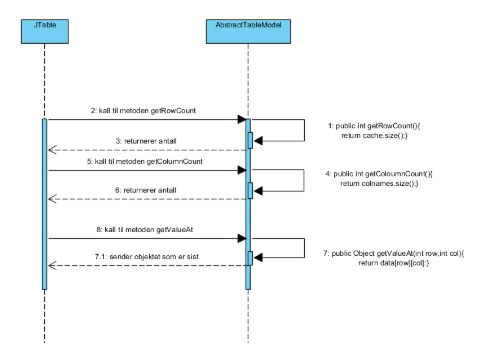 JTable
AbstractTableModel
2: kall til metoden getRowCount
1: public int getRowCount(){
return cache.size();}
3: returnerer antall
5: kall til metoden getColumnCount
4: public int getColoumnCount(){
return colnames,size();}
6: returnerer antall
8: kall til metoden getValueAt
7: public Object getValueAt(int row,int col){
return data[row][col]:}
7.1: sender objektet som er sist